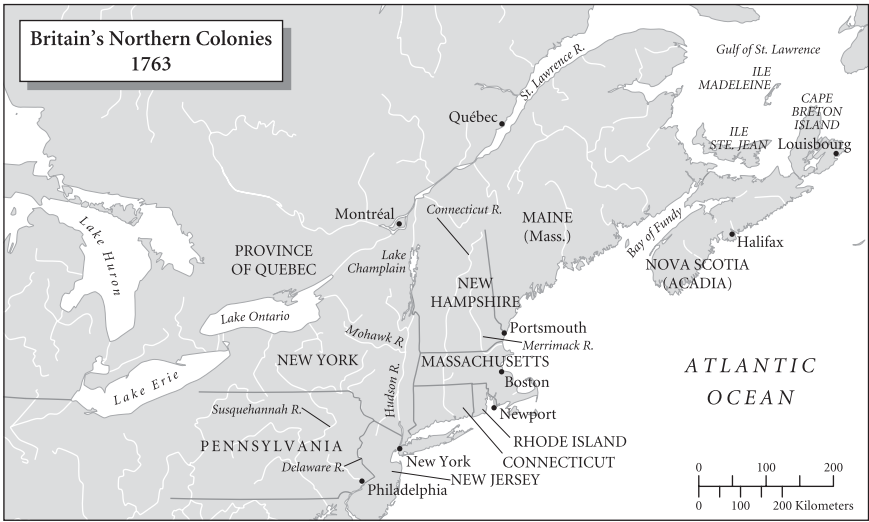 Britain's Northern Colonies
1763
Gulf of St. Lawrence
St. Lawrence R.
ILE
MADELEINE
CAPE
BRETON
ISLAND
Québec
ILE
STE. JEAN
Louisbourg
Montréal
Connecticut R.
MAINE
(Mass.)
Bay of Fundy
Halifax
Lake Huron
PROVINCE
OF QUEBEC
Lake
Champlain
NOVA SCOTIA
(ACADIA)
NEW
HAMPSHIRE
Lake Ontario
Portsmouth
Mohawk R.
Merrimack R.
NEW YORK
MASSACHUSETTS
ATLANTIC
OCEAN
Lake Erie
Hudson R.
Boston
Susquehannah R.
Newport
PENNSYLVANIA
RHODE ISLAND
Delaware R.
New York
CONNECTICUT
NEW JERSEY
Philadelphia
0 100 200
0 100 200 Kilometers